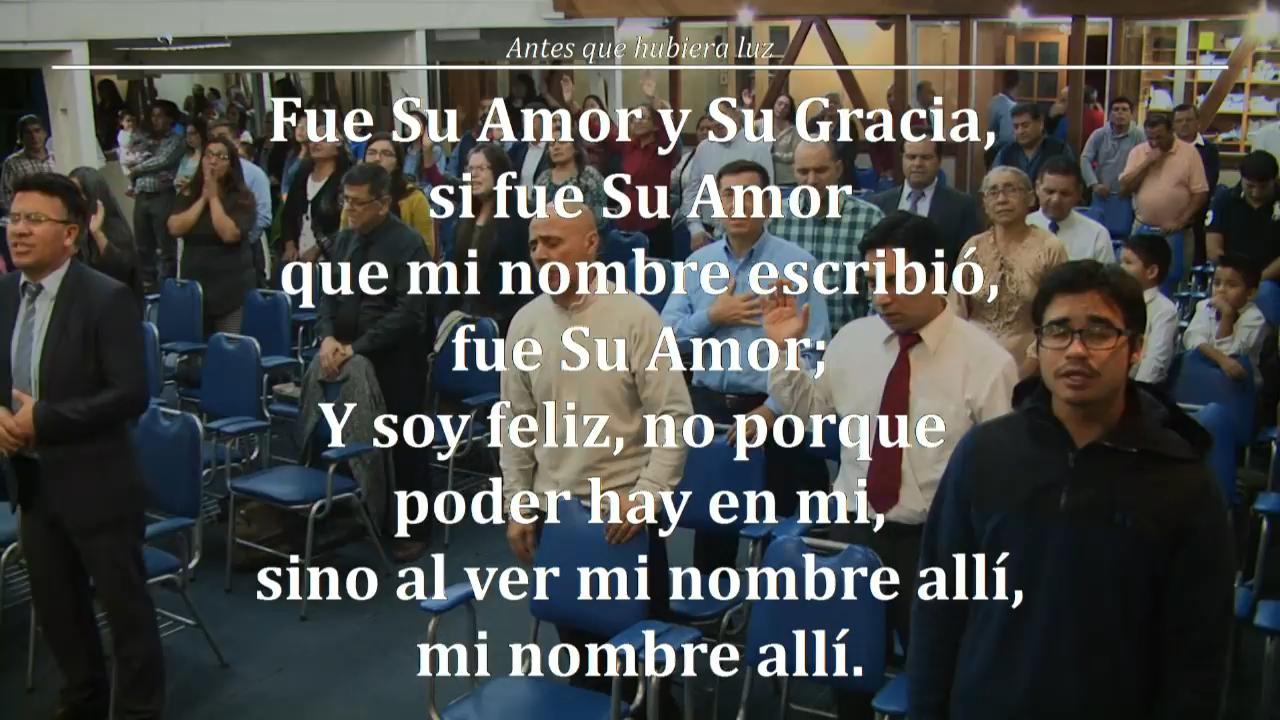 Antes que hubiera luz
Fue Su Amor y Su Gracia,
si fue Su Amor
que mi nombre escribió,
fue Su Amor;
Y soy feliz, no porque
poder hay en mi,
sino al ver mi nombre allí,
mi nombre allí.